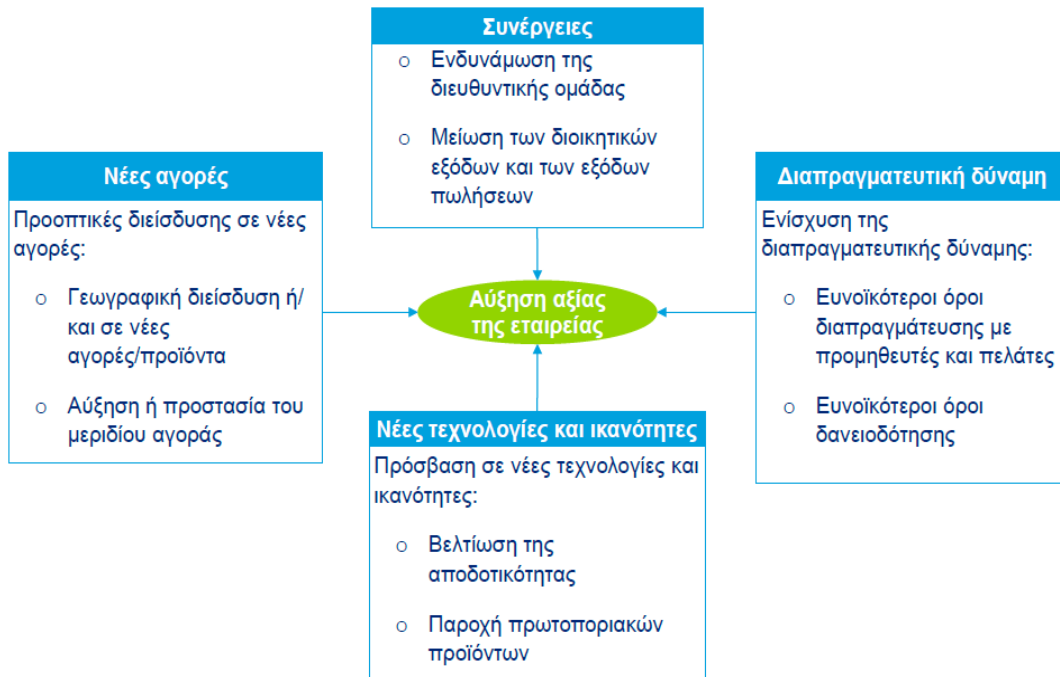 Συνέργειες
o Ενδυνάμωση της
διευθυντικής ομάδας
o Μείωση των διοικητικών
εξόδων και των εξόδων
πωλήσεων
Νέες αγορές
Προοπτικές διείσδυσης σε νέες
αγορές:
o Γεωγραφική διείσδυση ή/
και σε νέες
αγορές/προϊόντα
o Αύξηση ή προστασία του
μεριδίου αγοράς
Αύξηση αξίας
της εταιρείας
Διαπραγματευτική δύναμη
Ενίσχυση της
διαπραγματευτικής δύναμης:
o Ευνοϊκότεροι όροι
διαπραγμάτευσης με
προμηθευτές και πελάτες
o Ευνοϊκότεροι όροι
δανειοδότησης
Νέες τεχνολογίες και ικανότητες
Πρόσβαση σε νέες τεχνολογίες και
ικανότητες:
o Βελτίωση της
αποδοτικότητας
o Παροχή πρωτοποριακών
προϊόντων